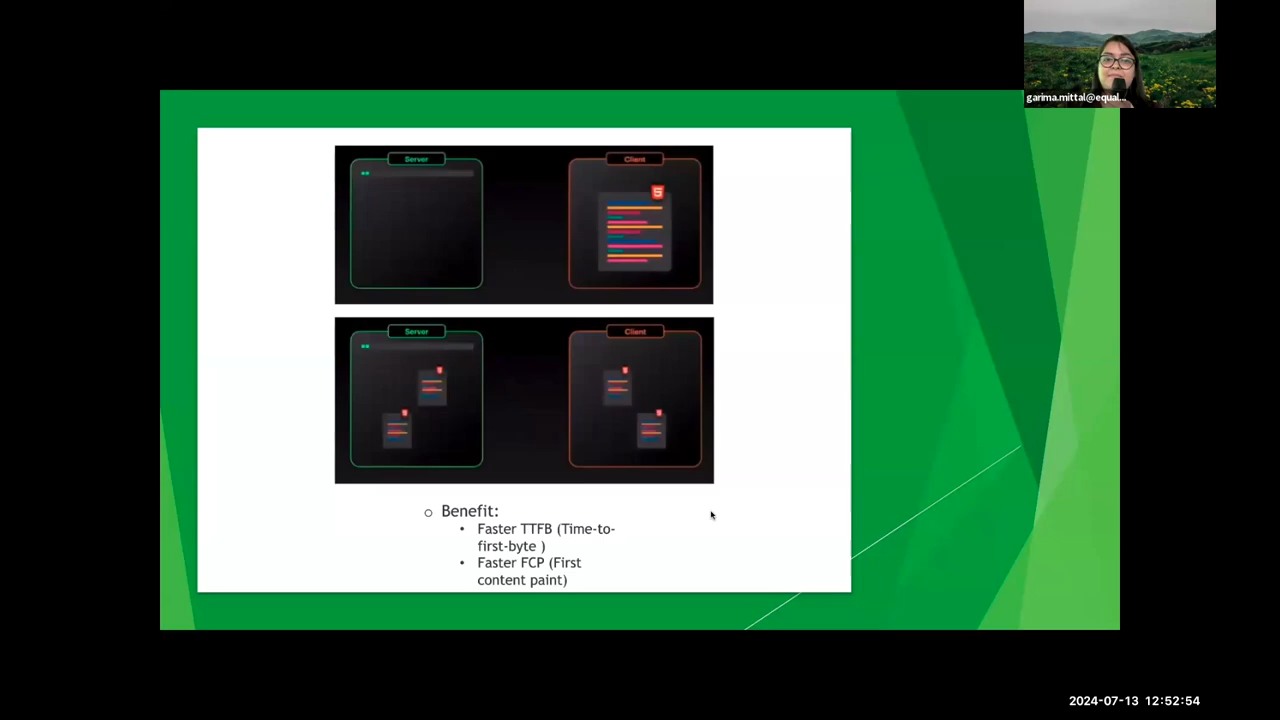 garima.mittal@equal...
Server
Client
5
Server
Client
Benefit:
Faster TTFB (Time-to-
first-byte )
Faster FCP (First
content paint)
2024-07-13 12:52:54